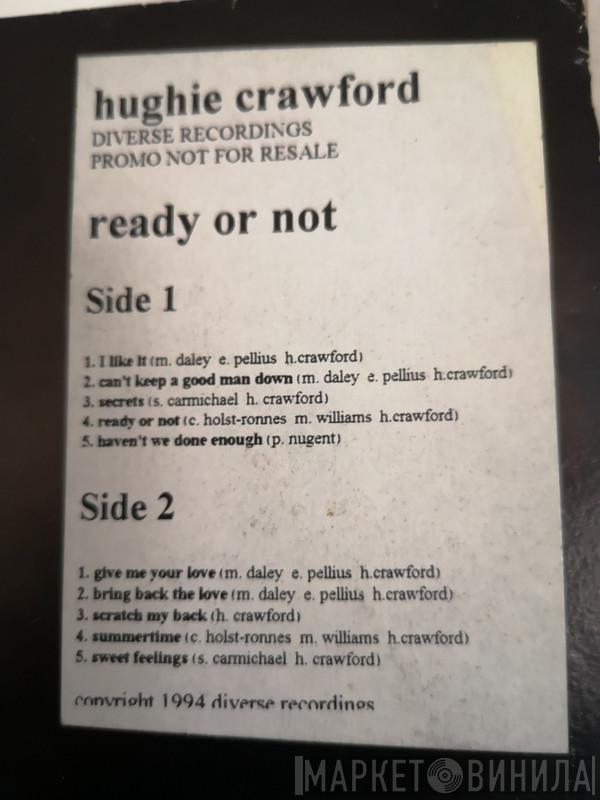 hughie crawford
DIVERSE RECORDINGS
PROMO NOT FOR RESALE
ready or not
Side 1
1. I like it (m. daley e. pellius h.crawford)
2. can't keep a good man down (m. daley e. pellius h.crawford)
3. secrets (s. carmichael h. crawford)
4. ready or not (c. holst-ronnes m. williams h.crawford)
5. haven't we done enough (p. nugent)
Side 2
1. give me your love (m. daley e. pellius h.crawford)
2. bring back the love (m. daley e. pellius h.crawford)
3. scratch my back (h. crawford)
4. summertime (c. holst-ronnes m. williams h.crawford)
5. sweet feelings (s. carmichael h. crawford)
copyright 1994 diverse recordings
МАРКЕТ ВИНИЛА